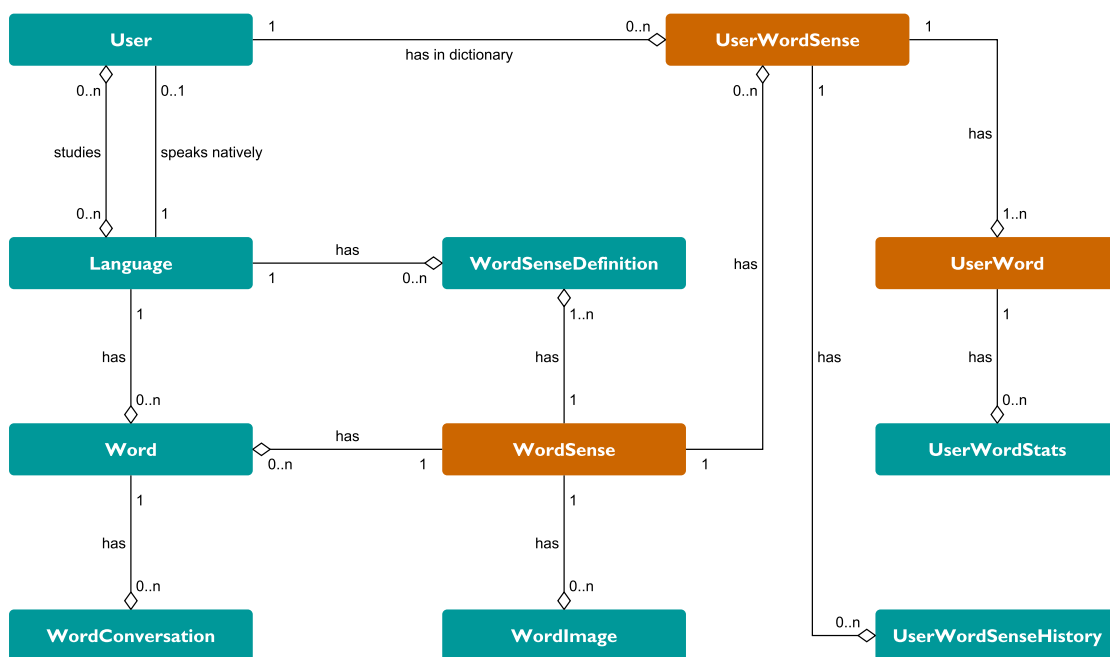 User
1
0..n
has in dictionary
UserWordSense
1
0..n
0..1
0..n
1
studies
speaks natively
has
0..n
1
1..n
Language
has
1
0..n
WordSenseDefinition
has
UserWord
1
1..n
1
has
has
has
has
0..n
1
0..n
Word
has
0..n
1
WordSense
1
UserWordStats
1
1
has
has
0..n
0..n
0..n
WordConversation
WordImage
UserWordSenseHistory